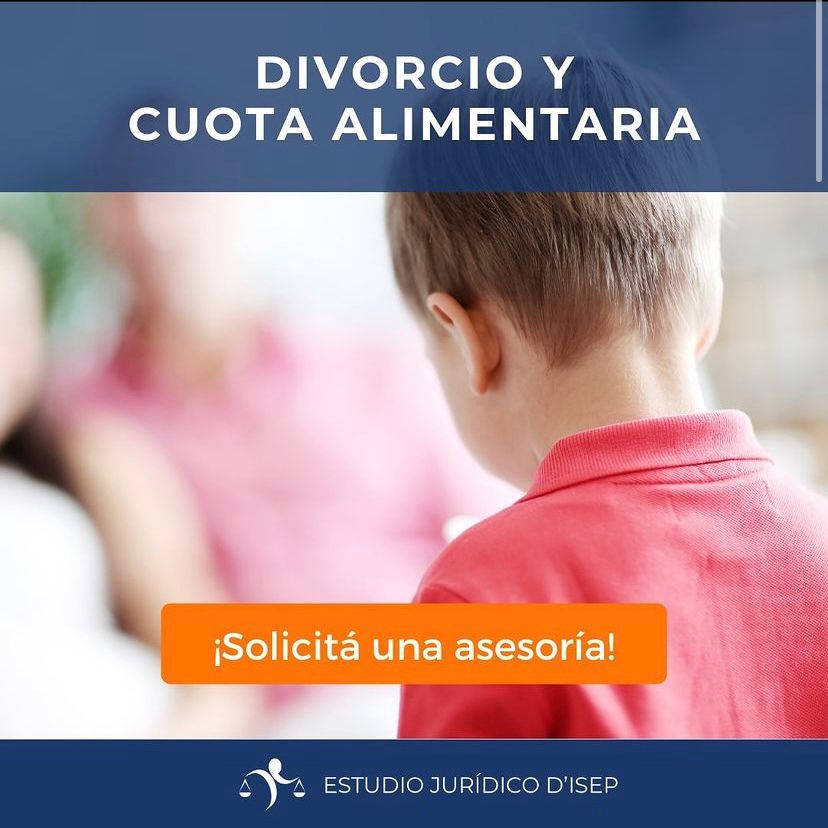 DIVORCIO Y
CUOTA ALIMENTARIA
¡Solicitá una asesoría!
ESTUDIO JURÍDICO D'ISEP